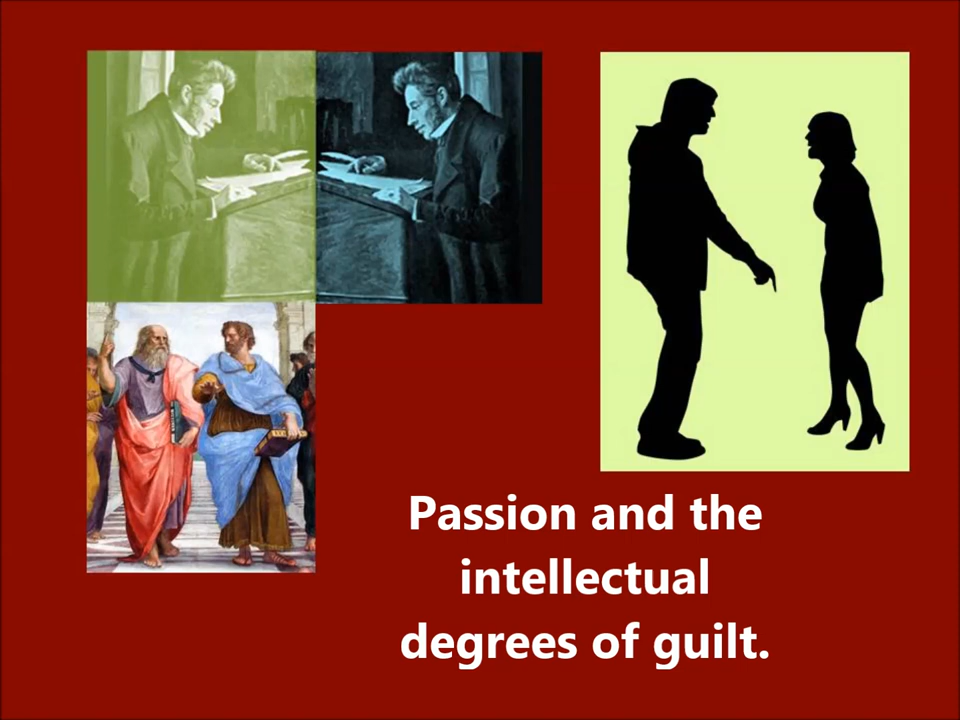 Passion and the
intellectual
degrees of guilt.